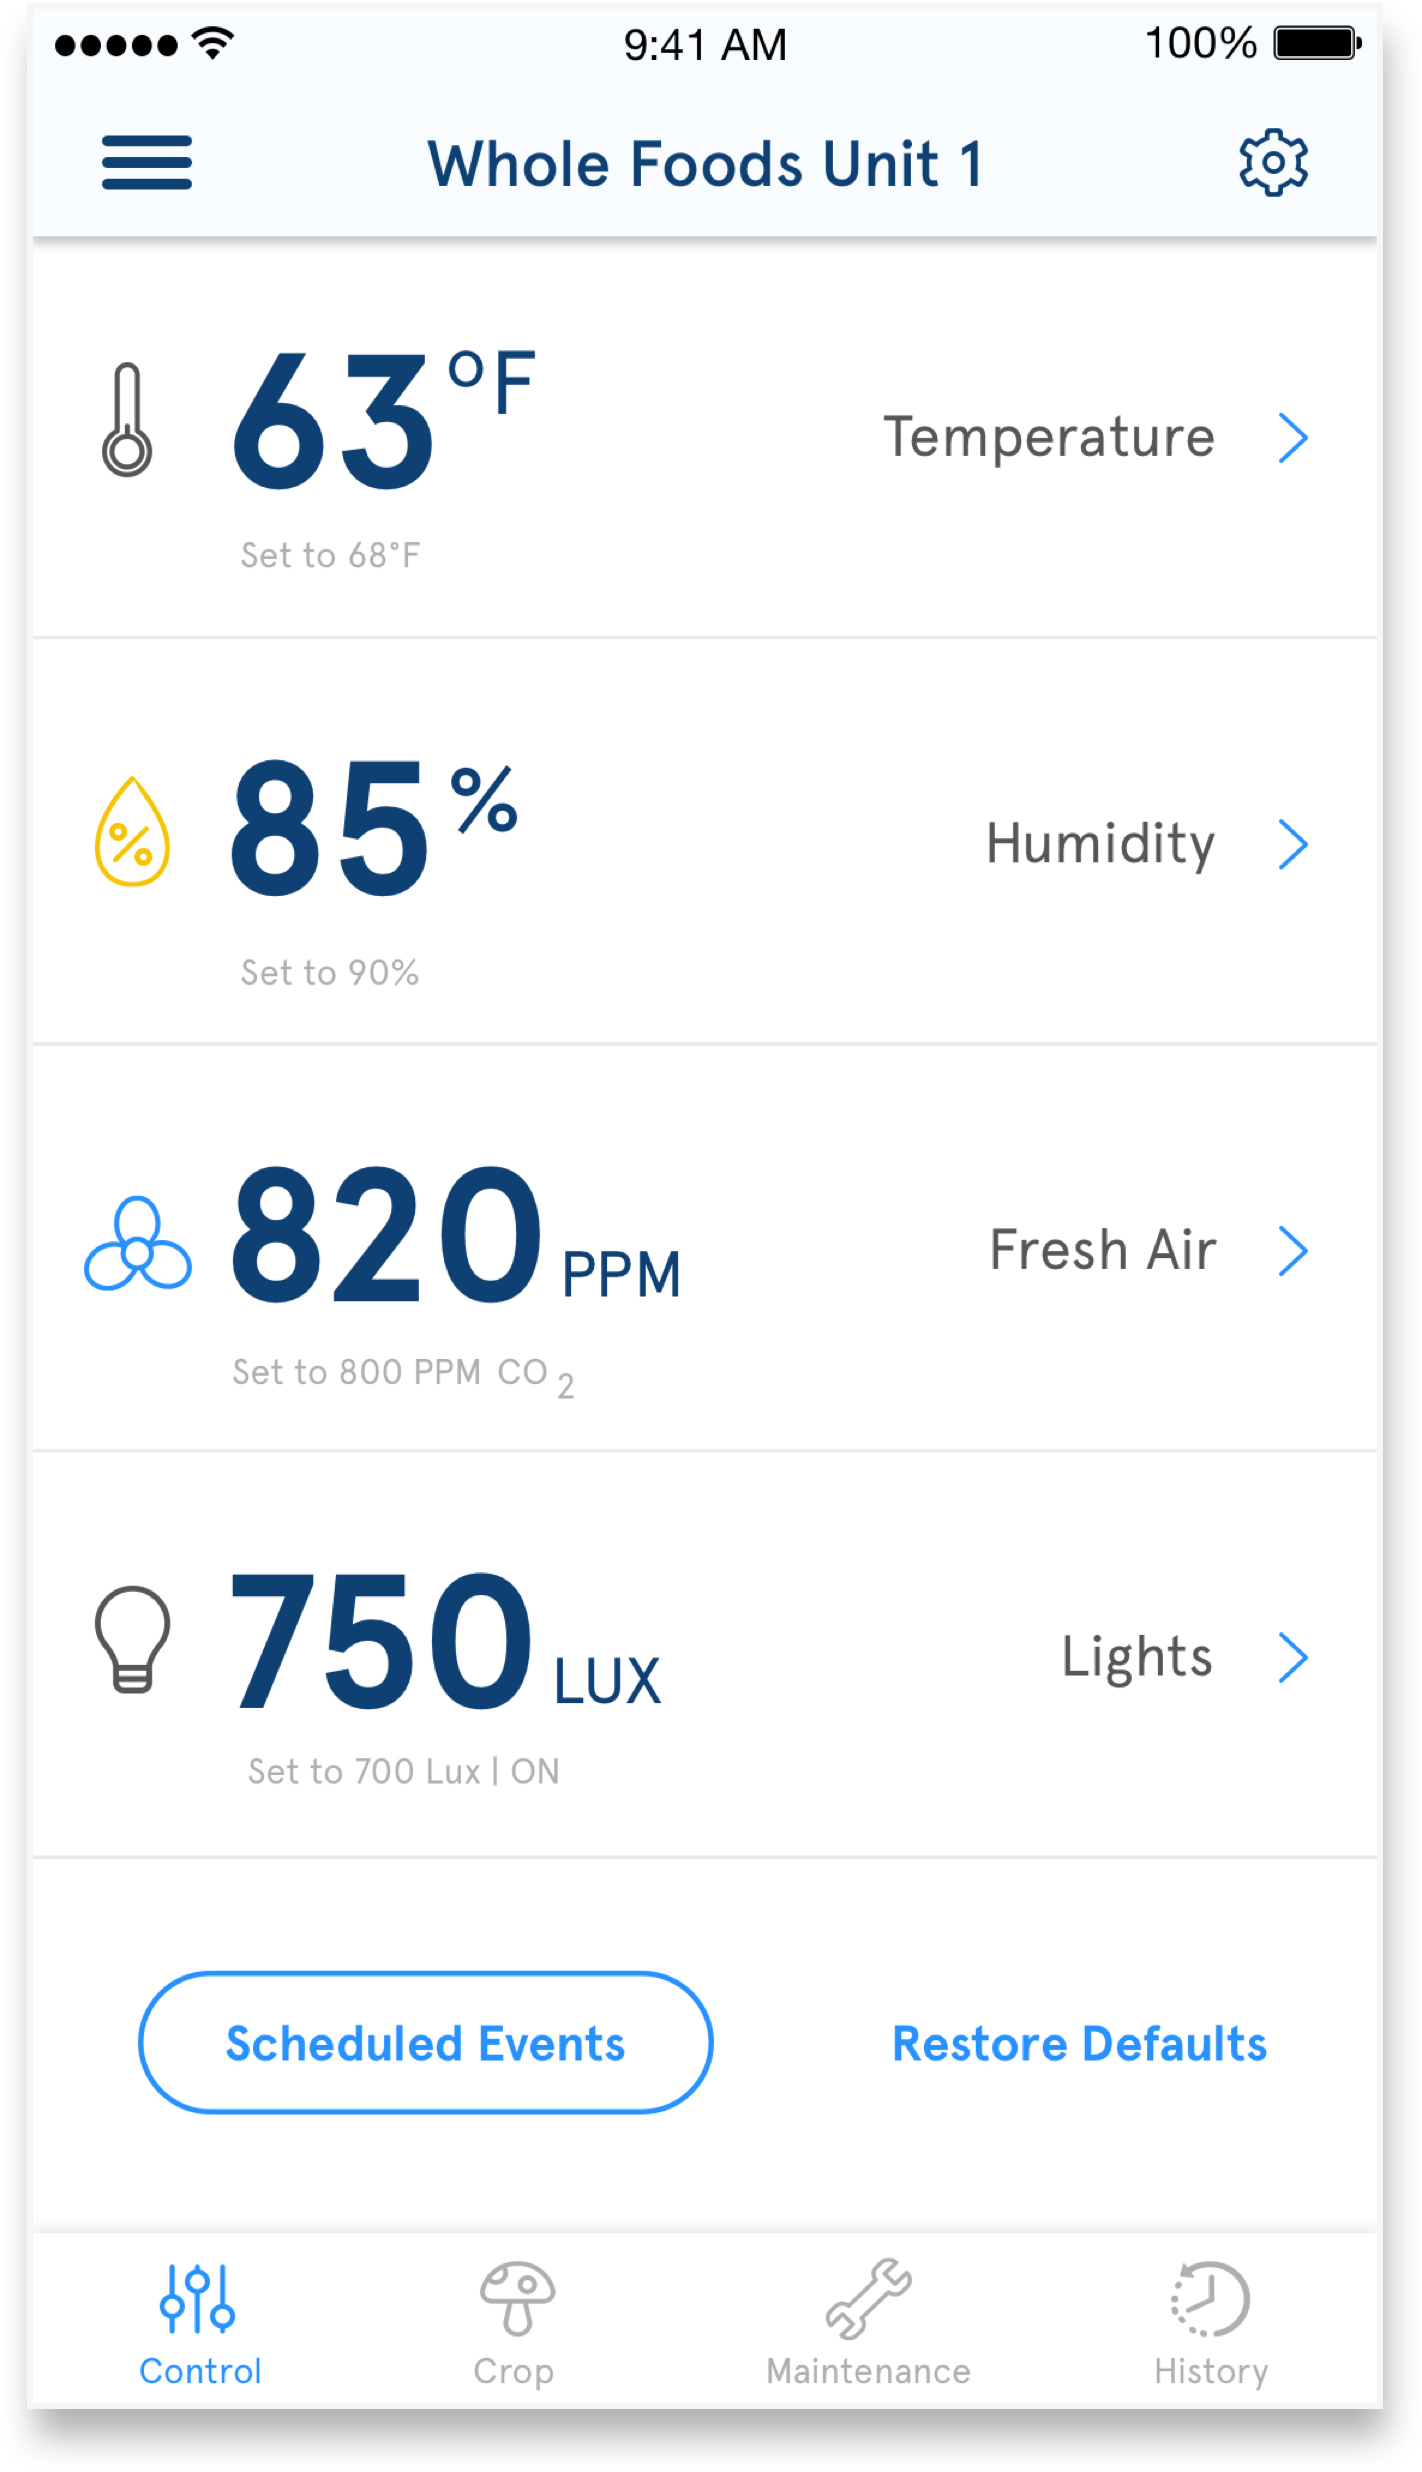 9:41 AM 100%
Whole Foods Unit 1
63 °F
Temperature
Set to 68°F
85 %
Humidity
Set to 90%
820 PPM
Fresh Air
Set to 800 PPM CO 2
750 LUX
Lights
Set to 700 Lux | ON
Scheduled Events Restore Defaults
Control Crop Maintenance History